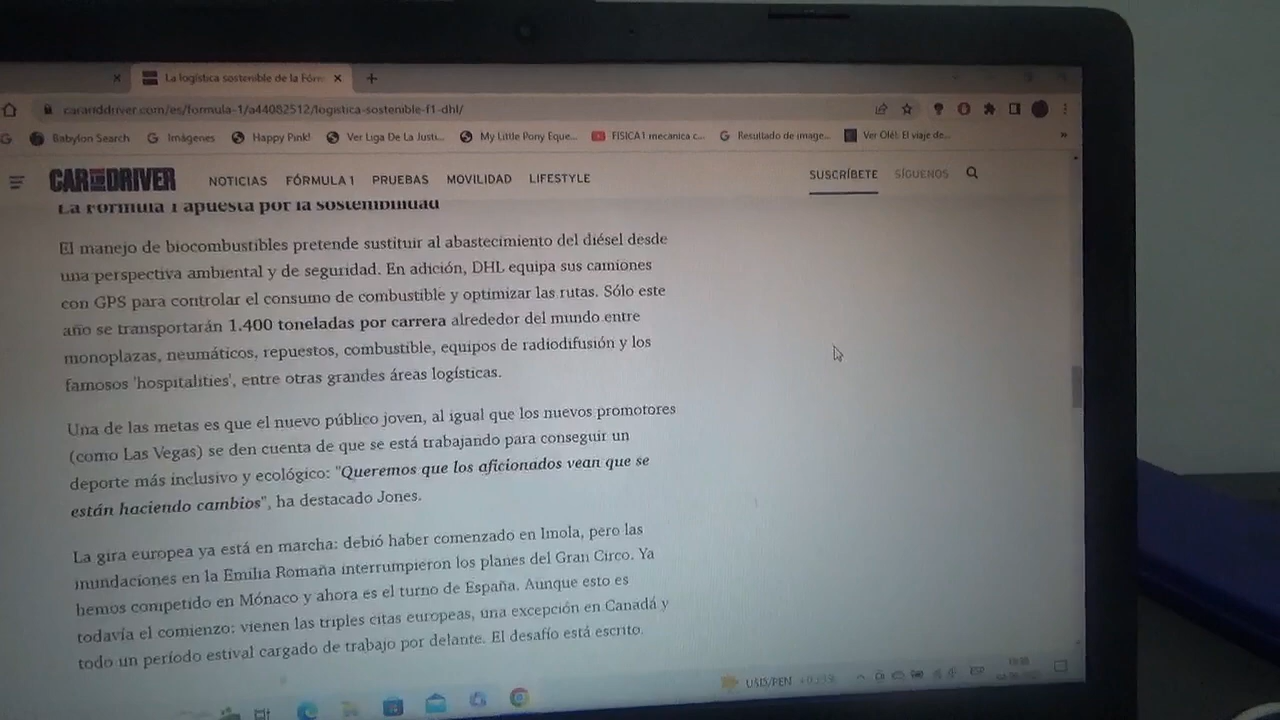 La logística sostenible de la Fórm
caranddriver.com/es/formula-1/a44082512/logistica-sostenible-f1-dhl/
Babylon Search
Imágenes
Happy Pink!
Ver Liga De La Justi...
My Little Pony Eque...
FISICA1 mecanica c...
Resultado de image...
Ver Olé!. El viaje de...
»
CAR AND DRIVER
NOTICIAS FÓRMULA 1 PRUEBAS MOVILIDAD LIFESTYLE
SUSCRÍBETE SÍGUENOS
La Fórmula 1 apuesta por la sostenibilidad
El manejo de biocombustibles pretende sustituir al abastecimiento del diésel desde
una perspectiva ambiental y de seguridad. En adición, DHL equipa sus camiones
con GPS para controlar el consumo de combustible y optimizar las rutas. Sólo este
año se transportarán 1.400 toneladas por carrera alrededor del mundo entre
monoplazas, neumáticos, repuestos, combustible, equipos de radiodifusión y los
famosos 'hospitalities', entre otras grandes áreas logísticas.
Una de las metas es que el nuevo público joven, al igual que los nuevos promotores
(como Las Vegas) se den cuenta de que se está trabajando para conseguir un
deporte más inclusivo y ecológico: "Queremos que los aficionados vean que se
están haciendo cambios", ha destacado Jones.
La gira europea ya está en marcha: debió haber comenzado en Imola, pero las
inundaciones en la Emilia Romaña interrumpieron los planes del Gran Circo. Ya
hemos competido en Mónaco y ahora es el turno de España. Aunque esto es
todavía el comienzo: vienen las triples citas europeas, una excepción en Canadá y
todo un período estival cargado de trabajo por delante. El desafío está escrito.
USD/PEN
ESP